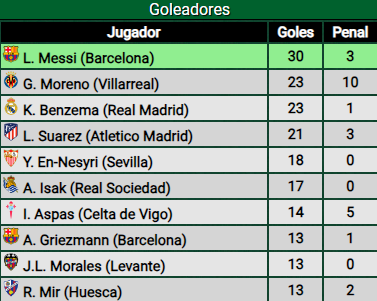 Goleadores
Jugador Goles Penal
L. Messi (Barcelona) 30 3
G. Moreno (Villarreal) 23 10
K. Benzema (Real Madrid) 23 1
L. Suarez (Atletico Madrid) 21 3
Y. En-Nesyri (Sevilla) 18 0
A. Isak (Real Sociedad) 17 0
I. Aspas (Celta de Vigo) 14 5
A. Griezmann (Barcelona) 13 1
J.L. Morales (Levante) 13 0
R. Mir (Huesca) 13 2